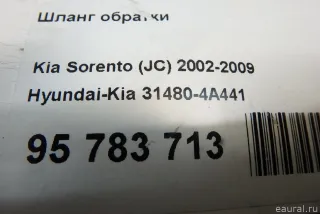 Шланг обратки
Kia Sorento (JC) 2002-2009
Hyundai-Kia 31480-4A441
95 783 713
eaural.ru